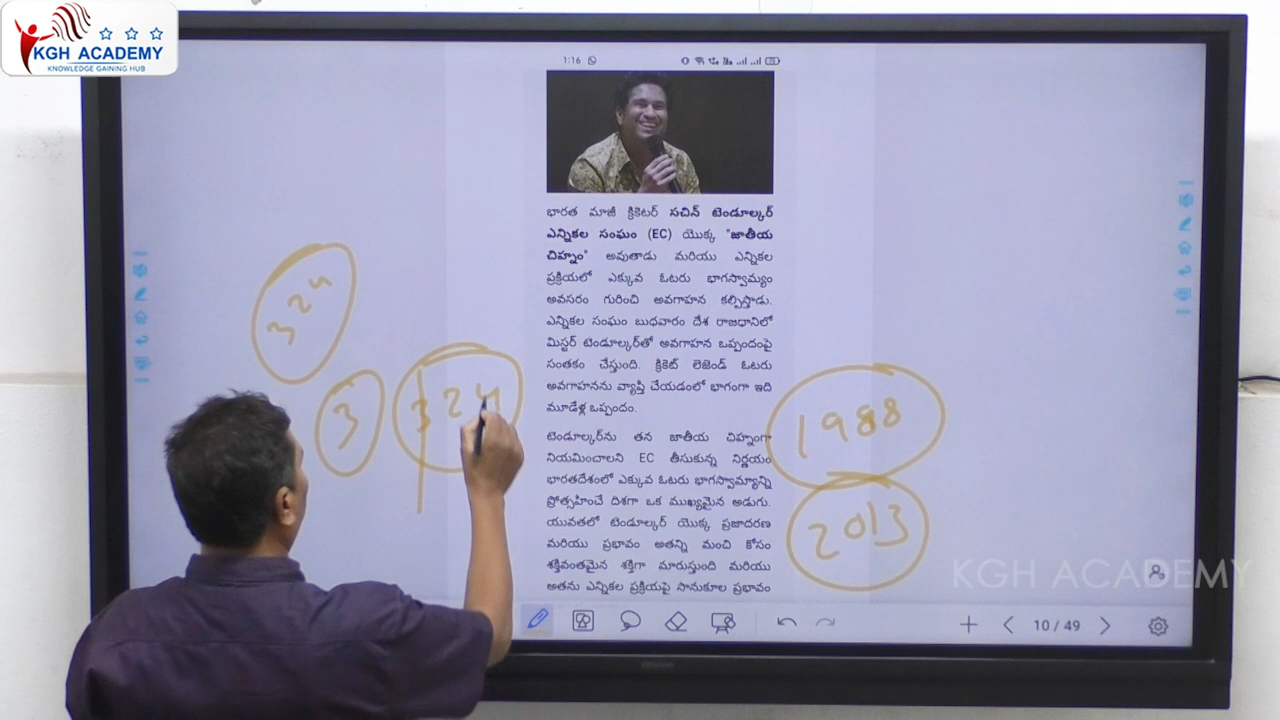 KGH ACADEMY
KNOWLEDGE GAINING HUB
1:16
భారత మాజీ క్రికెటర్ సచిన్ టెండూల్కర్
ఎన్నికల సంఘం (EC) యొక్క "జాతీయ
చిహ్నం" అవుతాడు మరియు ఎన్నికల
ప్రక్రియలో ఎక్కువ ఓటరు భాగస్వామ్యం
అవసరం గురించి అవగాహన కల్పిస్తాడు.
ఎన్నికల సంఘం బుధవారం దేశ రాజధానిలో
మిస్టర్ టెండూల్కర్‌తో అవగాహన ఒప్పందంపై
సంతకం చేస్తుంది. క్రికెట్ లెజెండ్ ఓటరు
అవగాహనను వ్యాప్తి చేయడంలో భాగంగా ఇది
మూడేళ్ల ఒప్పందం.
టెండూల్కర్‌ను తన జాతీయ చిహ్నంగా
నియమించాలని EC తీసుకున్న నిర్ణయం
భారతదేశంలో ఎక్కువ ఓటరు భాగస్వామ్యాన్ని
ప్రోత్సహించే దిశగా ఒక ముఖ్యమైన అడుగు.
యువతలో టెండూల్కర్ యొక్క ప్రజాదరణ
మరియు ప్రభావం అతన్ని మంచి కోసం
శక్తివంతమైన శక్తిగా మారుస్తుంది మరియు
అతను ఎన్నికల ప్రక్రియపై సానుకూల ప్రభావం
324
3
324
1988
2013
KGH ACADEMY
10 / 49